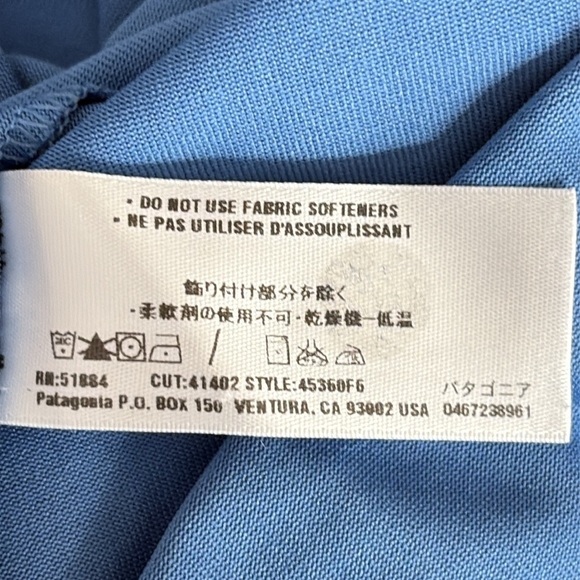 • DO NOT USE FABRIC SOFTENERS
• NE PAS UTILISER D'ASSOUPLISSANT
飾り付け部分を除く
・柔軟剤の使用不可・乾燥機－低温
RN:51884 CUT:41402 STYLE:45360F6 パタゴニア
Patagonia P.O. BOX 150 VENTURA, CA 93002 USA 0467238961